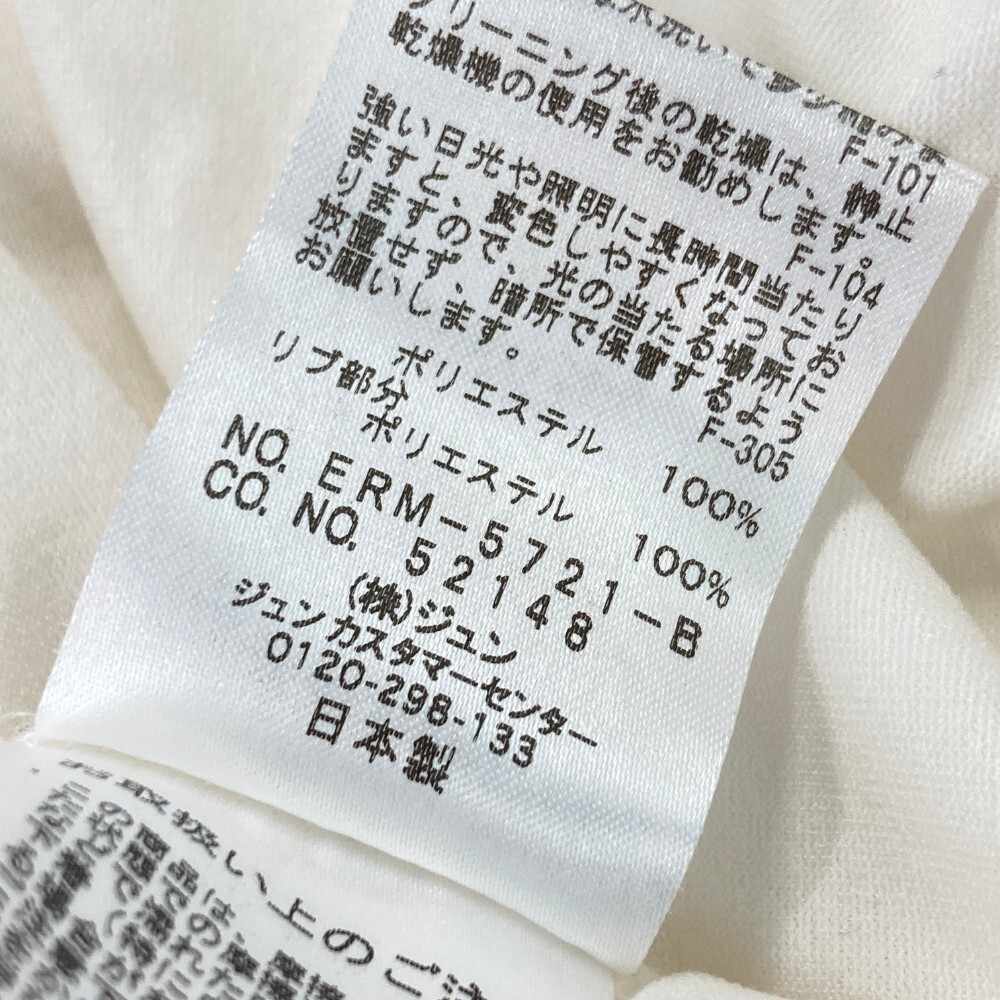 リーニング後の乾燥は、静止
乾燥機の使用をお勧めします。
F-101
F-104
強い日光や照明に長時間当たており
ますと、変色しやすくなってお
りますので、光の当たる場所に
放置せず、暗所で保管するよう
お願いします。
F-305
ポリエステル 100%
リブ部分
ポリエステル 100%
NO. ERM-5721-B
CO. NO. 52148
(株)ジュン
ジュンカスタマーセンター
0120-298-133
日本製
取扱い上のご注